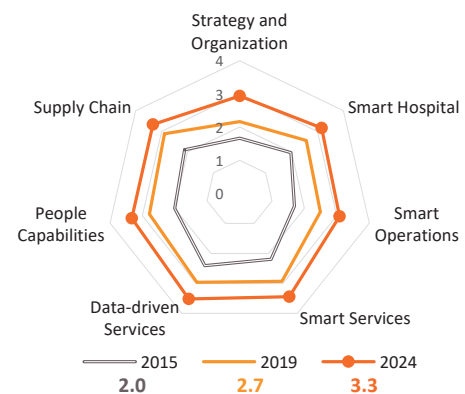 Strategy and
Organization
4
3
2
1
0
Supply Chain
Smart Hospital
People
Capabilities
Smart
Operations
Data-driven
Services
Smart Services
2015 2019 2024
2.0 2.7 3.3